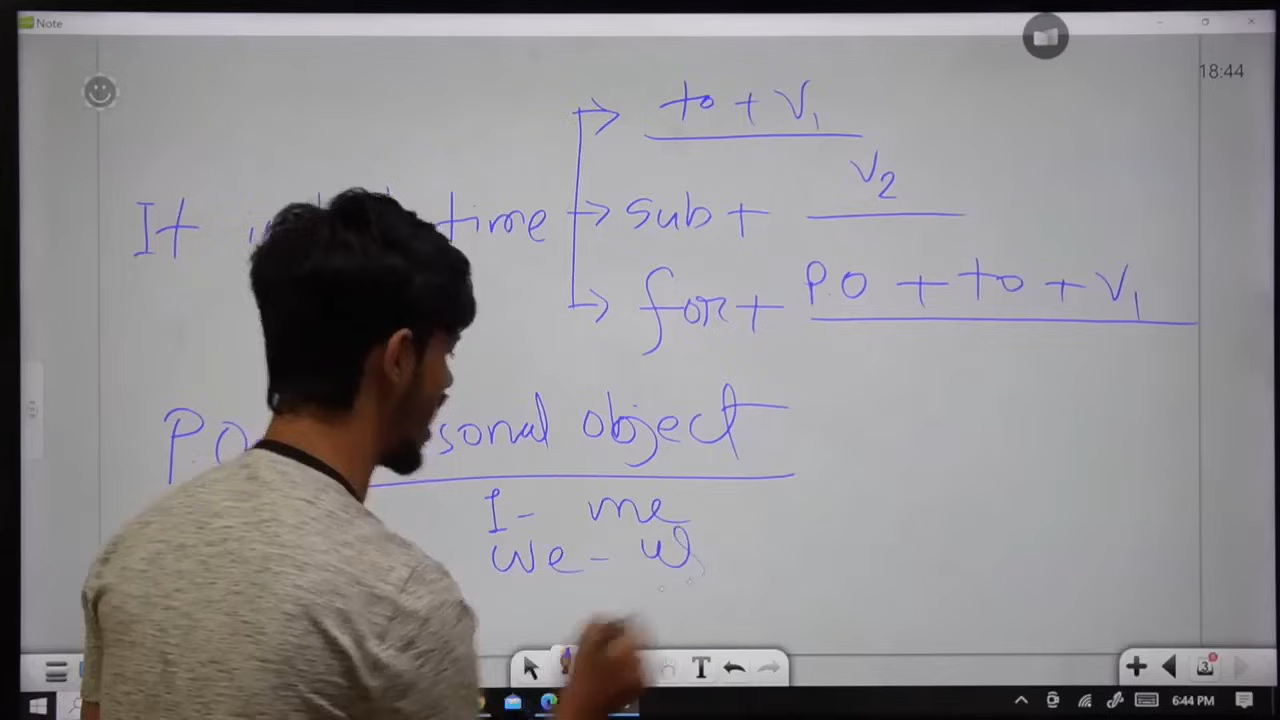 Note
18:44
→ to + V1
It time → sub + V2
→ for + P.O + to + V1
P.O sonal object
I - me
we - us
T
3
6:44 PM